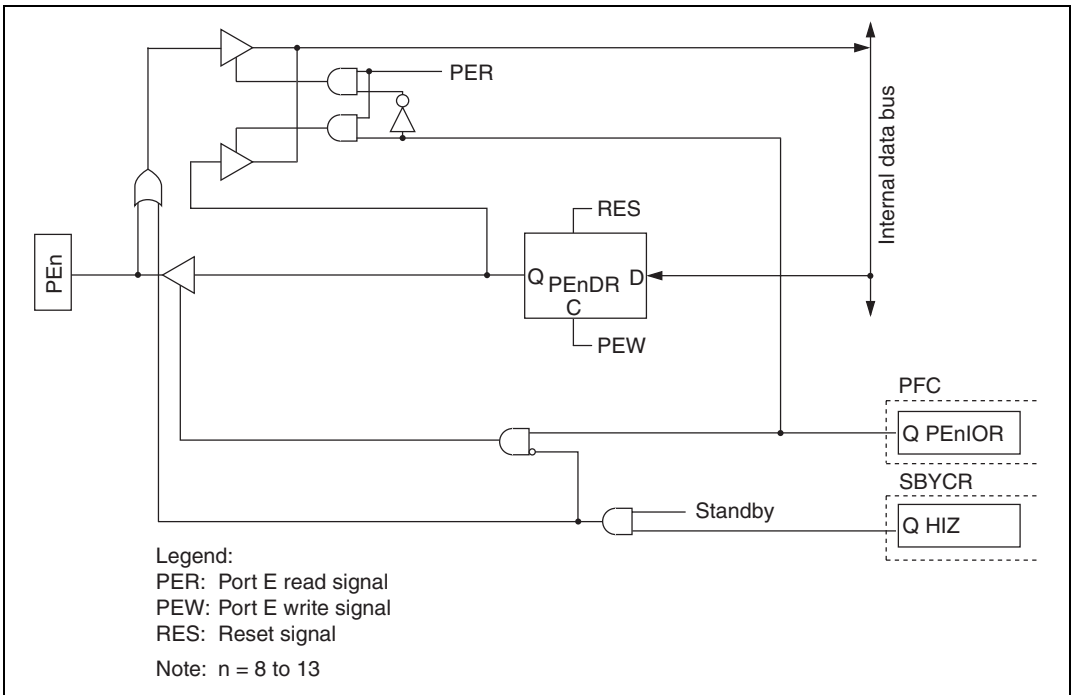 PER
Internal data bus
RES
PEn
Q PEnDR D
C
PEW
PFC
Q PEnIOR
SBYCR
Standby
Q HIZ
Legend:
PER: Port E read signal
PEW: Port E write signal
RES: Reset signal
Note: n = 8 to 13